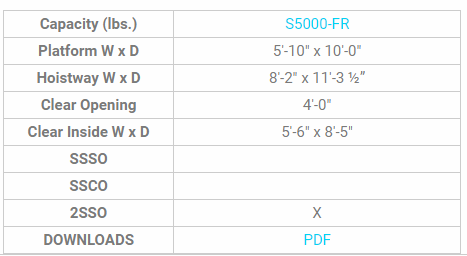 Capacity (lbs.) S5000-FR
Platform W x D 5'-10" x 10'-0"
Hoistway W x D 8'-2" x 11'-3 ½”
Clear Opening 4'-0"
Clear Inside W x D 5'-6" x 8'-5"
SSSO
SSCO
2SSO X
DOWNLOADS PDF